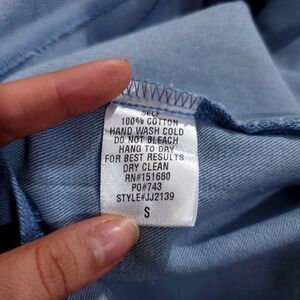 SELF
100% COTTON
HAND WASH COLD
DO NOT BLEACH
HANG TO DRY
FOR BEST RESULTS
DRY CLEAN
RN#151680
PO#743
STYLE#JJ2139
S